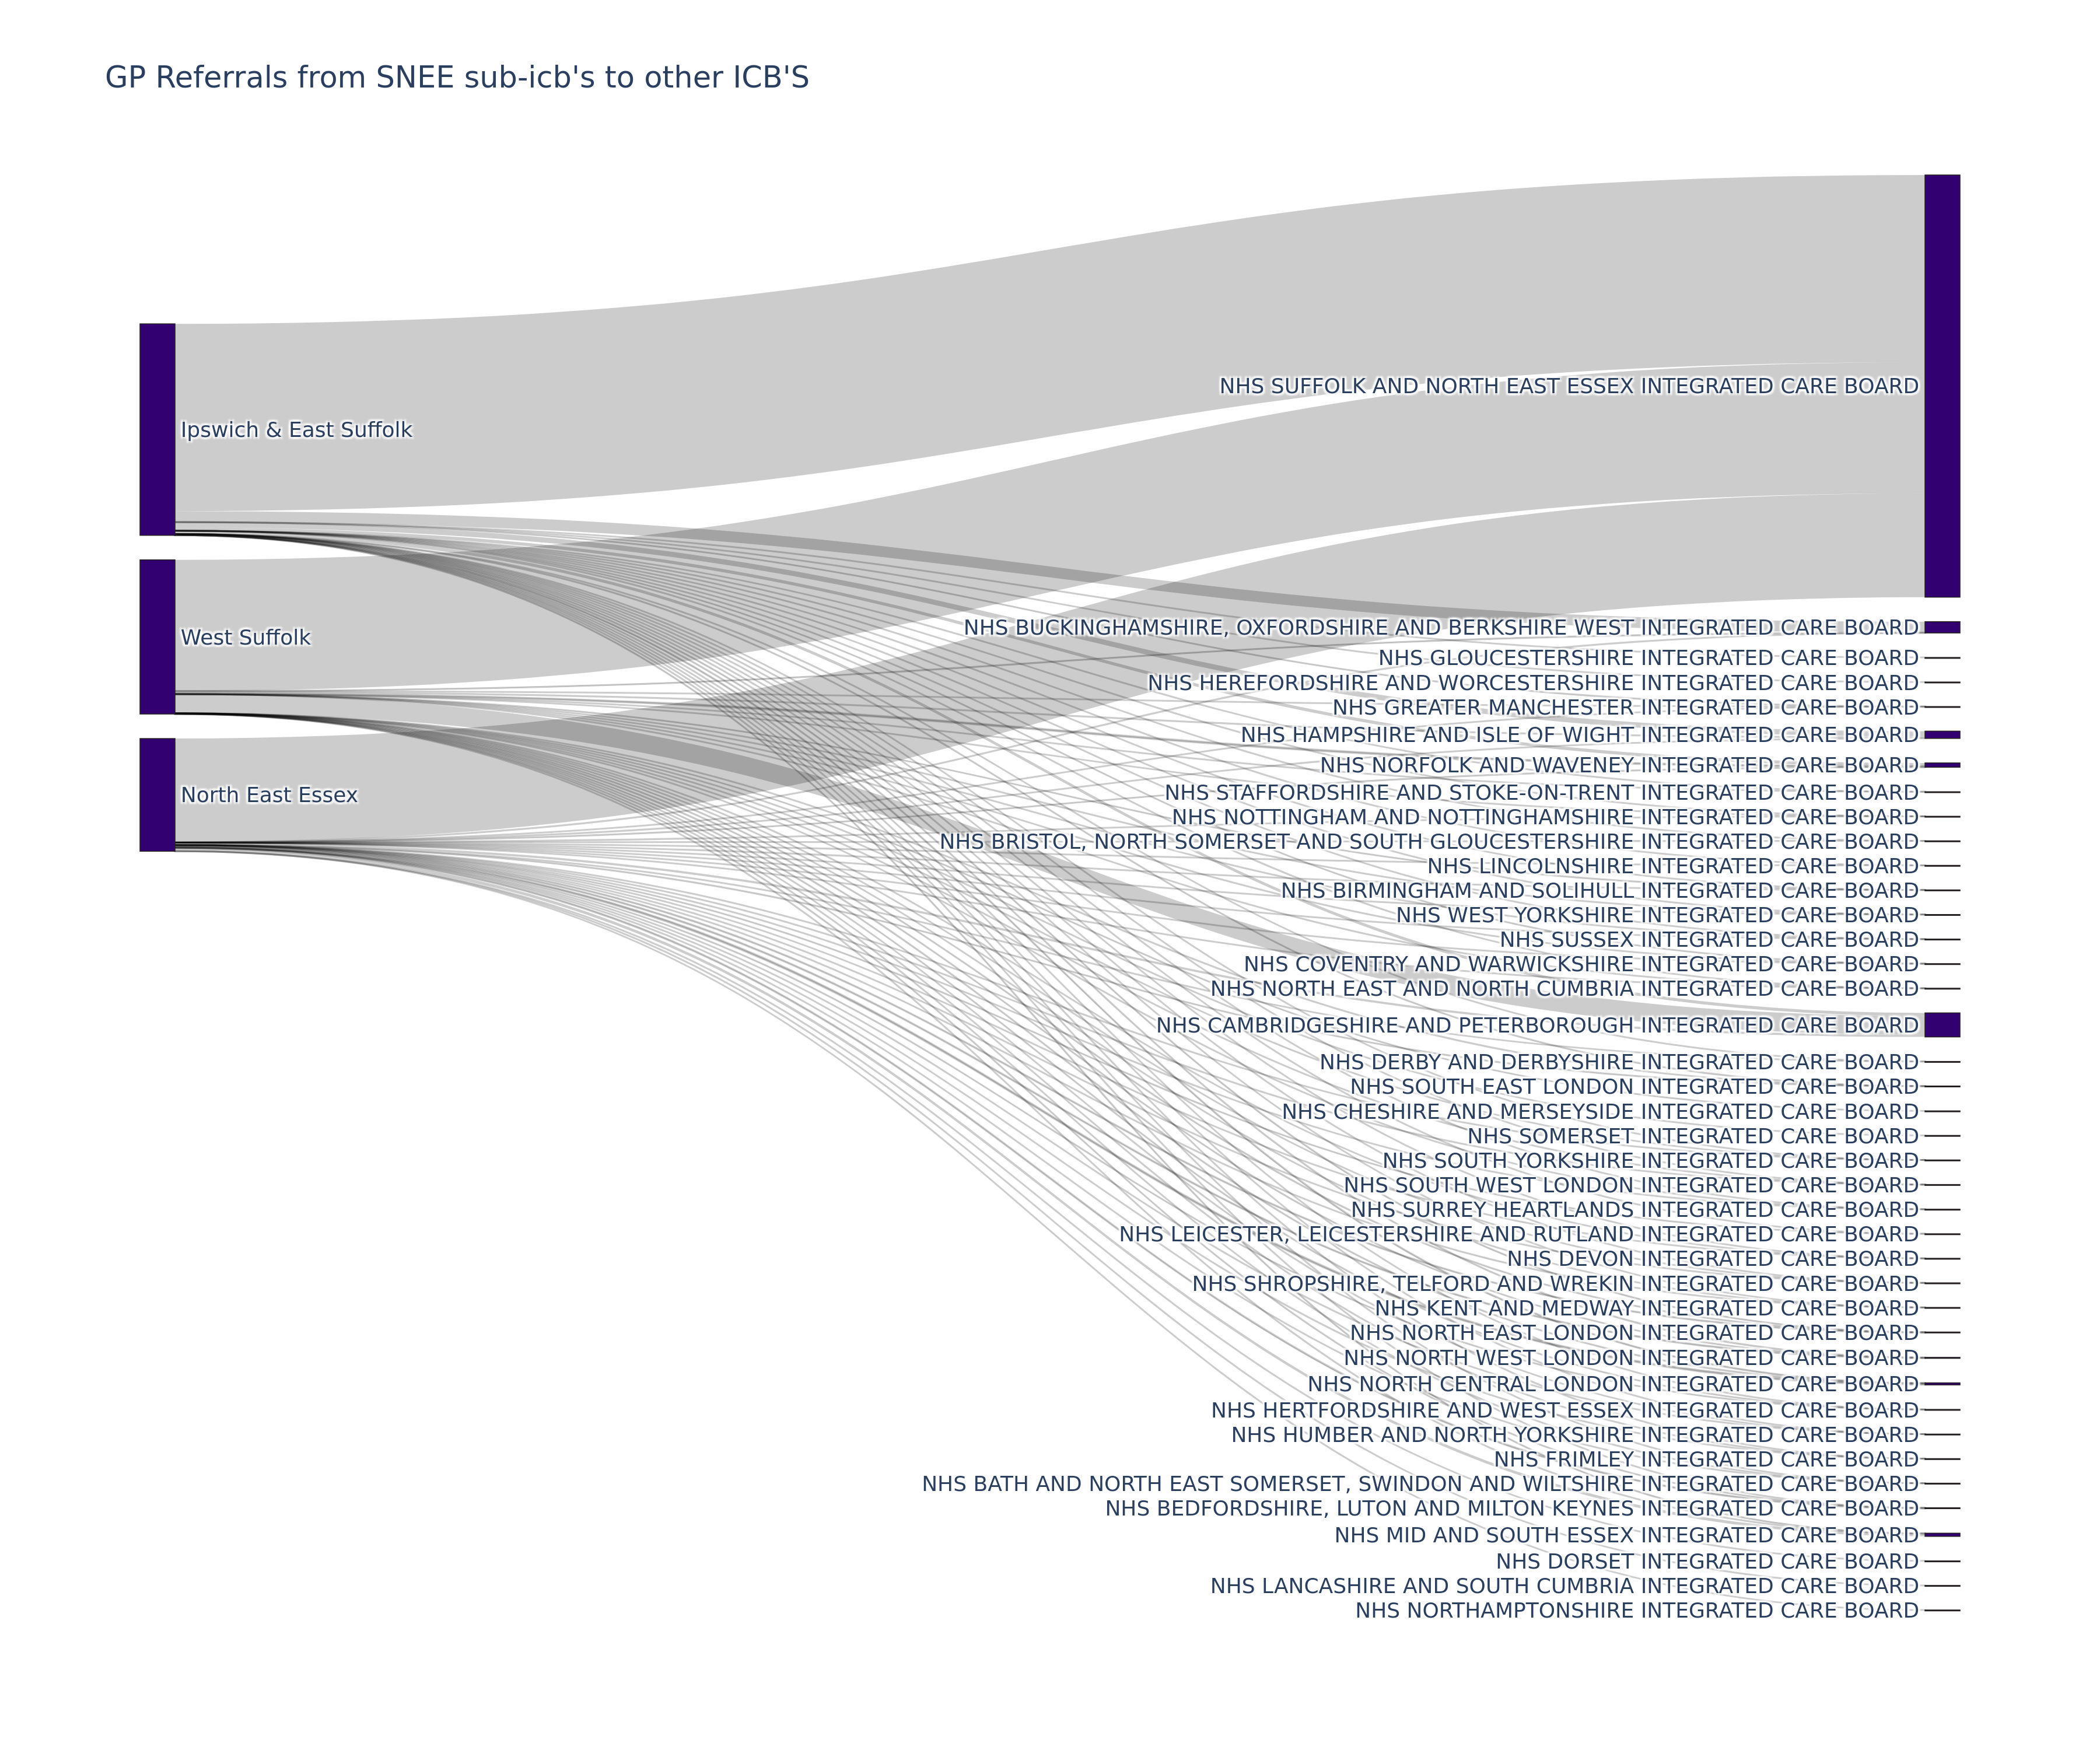 GP Referrals from SNEE sub-icb's to other ICB'S
Ipswich & East Suffolk
West Suffolk
North East Essex
NHS SUFFOLK AND NORTH EAST ESSEX INTEGRATED CARE BOARD
NHS BUCKINGHAMSHIRE, OXFORDSHIRE AND BERKSHIRE WEST INTEGRATED CARE BOARD
NHS GLOUCESTERSHIRE INTEGRATED CARE BOARD
NHS HEREFORDSHIRE AND WORCESTERSHIRE INTEGRATED CARE BOARD
NHS GREATER MANCHESTER INTEGRATED CARE BOARD
NHS HAMPSHIRE AND ISLE OF WIGHT INTEGRATED CARE BOARD
NHS NORFOLK AND WAVENEY INTEGRATED CARE BOARD
NHS STAFFORDSHIRE AND STOKE-ON-TRENT INTEGRATED CARE BOARD
NHS NOTTINGHAM AND NOTTINGHAMSHIRE INTEGRATED CARE BOARD
NHS BRISTOL, NORTH SOMERSET AND SOUTH GLOUCESTERSHIRE INTEGRATED CARE BOARD
NHS LINCOLNSHIRE INTEGRATED CARE BOARD
NHS BIRMINGHAM AND SOLIHULL INTEGRATED CARE BOARD
NHS WEST YORKSHIRE INTEGRATED CARE BOARD
NHS SUSSEX INTEGRATED CARE BOARD
NHS COVENTRY AND WARWICKSHIRE INTEGRATED CARE BOARD
NHS NORTH EAST AND NORTH CUMBRIA INTEGRATED CARE BOARD
NHS CAMBRIDGESHIRE AND PETERBOROUGH INTEGRATED CARE BOARD
NHS DERBY AND DERBYSHIRE INTEGRATED CARE BOARD
NHS SOUTH EAST LONDON INTEGRATED CARE BOARD
NHS CHESHIRE AND MERSEYSIDE INTEGRATED CARE BOARD
NHS SOMERSET INTEGRATED CARE BOARD
NHS SOUTH YORKSHIRE INTEGRATED CARE BOARD
NHS SOUTH WEST LONDON INTEGRATED CARE BOARD
NHS SURREY HEARTLANDS INTEGRATED CARE BOARD
NHS LEICESTER, LEICESTERSHIRE AND RUTLAND INTEGRATED CARE BOARD
NHS DEVON INTEGRATED CARE BOARD
NHS SHROPSHIRE, TELFORD AND WREKIN INTEGRATED CARE BOARD
NHS KENT AND MEDWAY INTEGRATED CARE BOARD
NHS NORTH EAST LONDON INTEGRATED CARE BOARD
NHS NORTH WEST LONDON INTEGRATED CARE BOARD
NHS NORTH CENTRAL LONDON INTEGRATED CARE BOARD
NHS HERTFORDSHIRE AND WEST ESSEX INTEGRATED CARE BOARD
NHS HUMBER AND NORTH YORKSHIRE INTEGRATED CARE BOARD
NHS FRIMLEY INTEGRATED CARE BOARD
NHS BATH AND NORTH EAST SOMERSET, SWINDON AND WILTSHIRE INTEGRATED CARE BOARD
NHS BEDFORDSHIRE, LUTON AND MILTON KEYNES INTEGRATED CARE BOARD
NHS MID AND SOUTH ESSEX INTEGRATED CARE BOARD
NHS DORSET INTEGRATED CARE BOARD
NHS LANCASHIRE AND SOUTH CUMBRIA INTEGRATED CARE BOARD
NHS NORTHAMPTONSHIRE INTEGRATED CARE BOARD